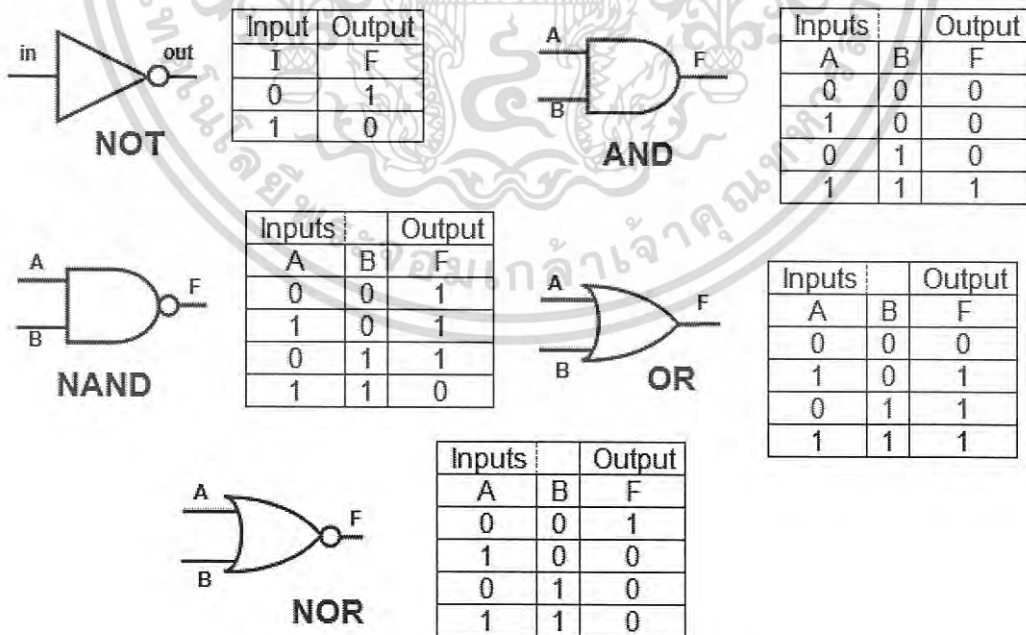 in
out
NOT
Input Output
I F
0 1
1 0
A
B
F
AND
Inputs Output
A B F
0 0 0
1 0 0
0 1 0
1 1 1
A
B
F
NAND
Inputs Output
A B F
0 0 1
1 0 1
0 1 1
1 1 0
A
B
F
OR
Inputs Output
A B F
0 0 0
1 0 1
0 1 1
1 1 1
A
B
F
NOR
Inputs Output
A B F
0 0 1
1 0 0
0 1 0
1 1 0